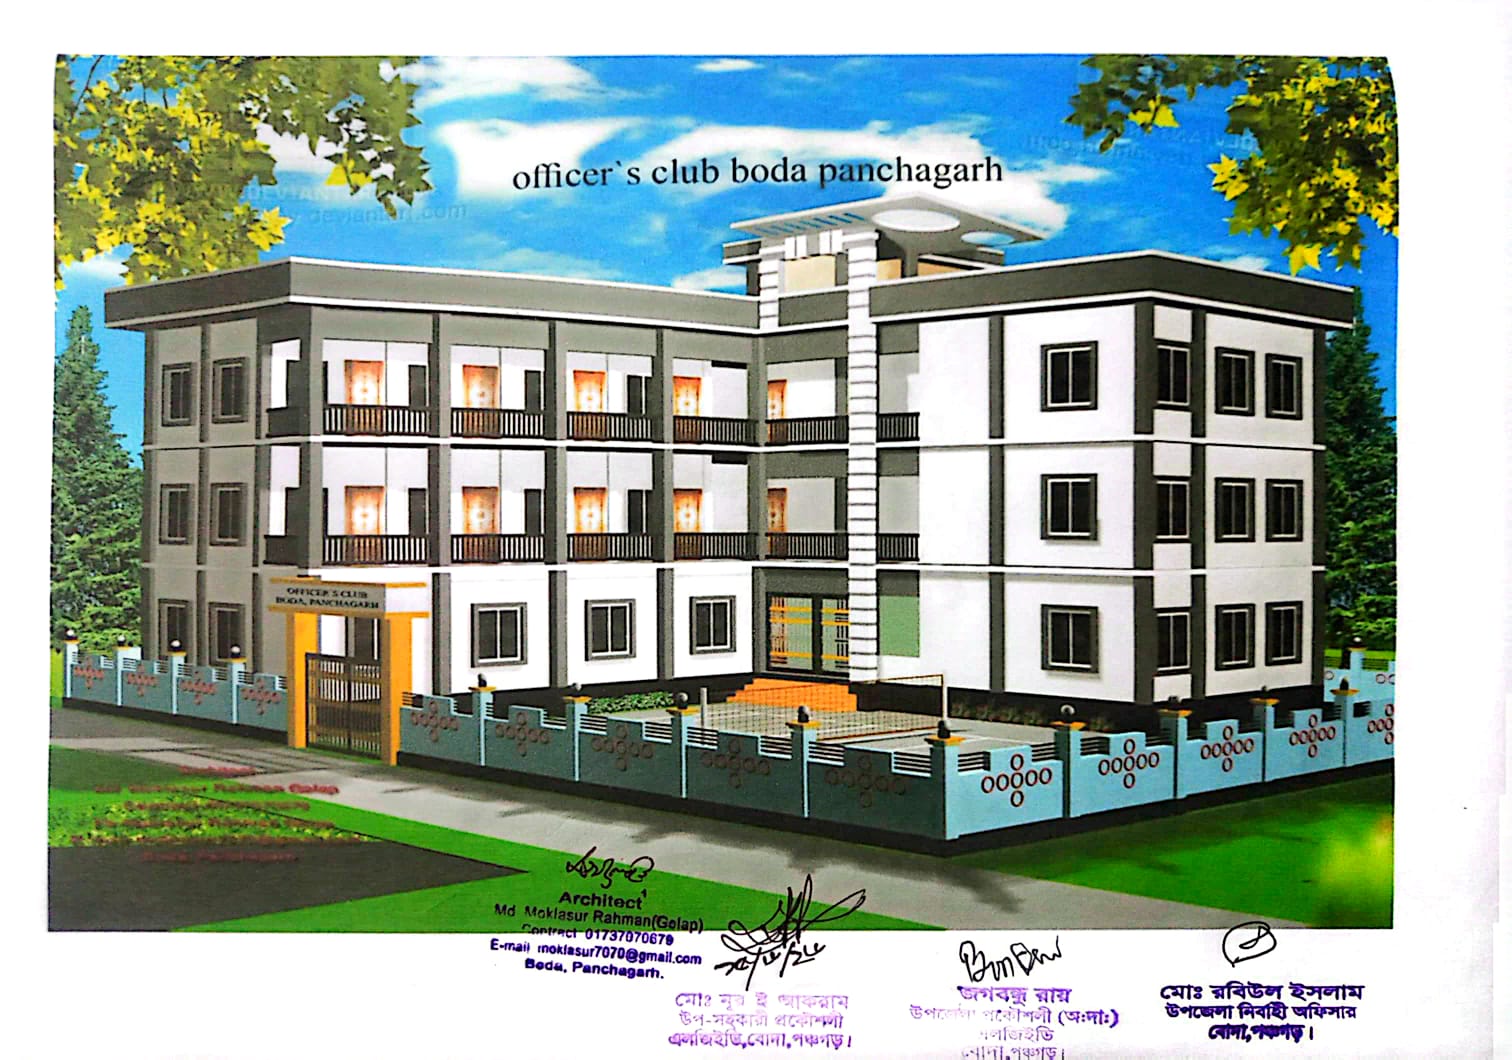 officer`s club boda panchagarh
OFFICER`S CLUB
BODA, PANCHAGARH
deviantart.com
Architect
Md Moklasur Rahman(Golap)
Contract 01737070679
E-mail moklasur7070@gmail.com
Boda, Panchagarh.
মোঃ নূর ই আকরাম
উপ-সহকারী প্রকৌশলী
এলজিইডি,বোদা,পঞ্চগড়।
জগবন্ধু রায়
উপজেলা প্রকৌশলী (অঃদাঃ)
এলজিইডি
বোদা,পঞ্চগড়।
মোঃ রবিউল ইসলাম
উপজেলা নির্বাহী অফিসার
বোদা,পঞ্চগড়।